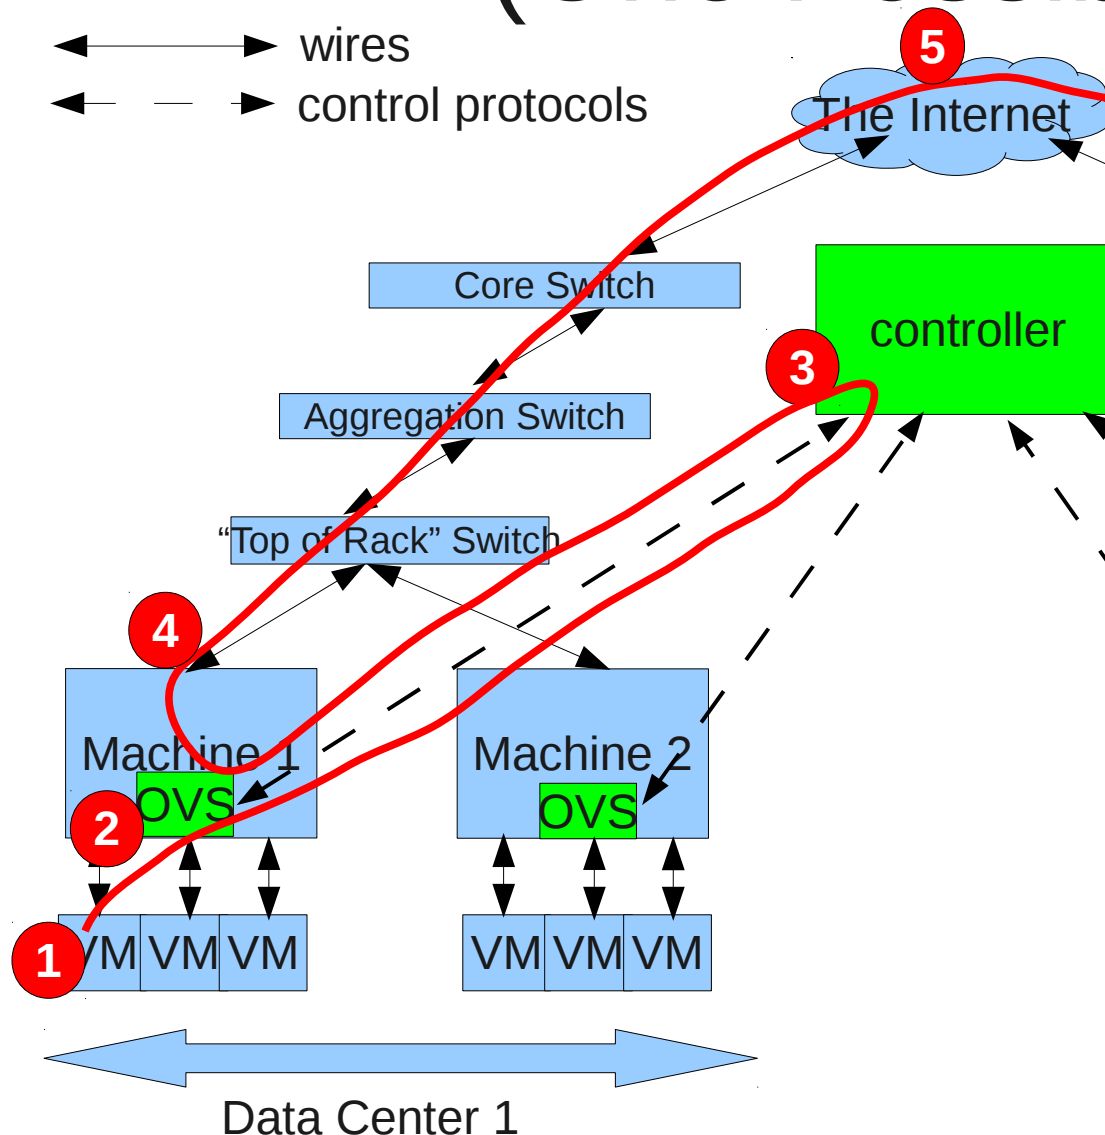 wires
control protocols
5
The Internet
Core Switch
controller
3
Aggregation Switch
“Top of Rack” Switch
4
Machine 1
Machine 2
OVS
OVS
2
1
VM
VM
VM
VM
VM
VM
Data Center 1